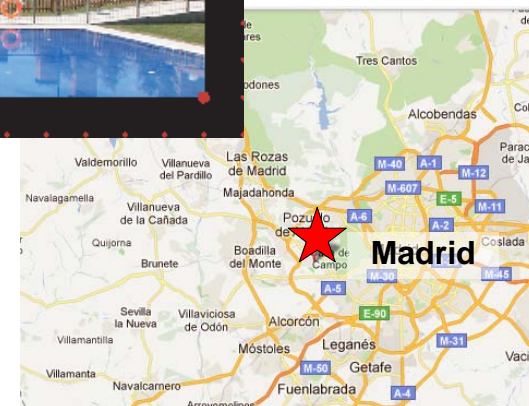 Tres Cantos
Alcobendas
Valdemorillo
Villanueva
del Pardillo
Las Rozas
de Madrid
M-40
A-1
M-12
M-607
Navalagamella
Majadahonda
E-5
M-11
Villanueva
de la Cañada
A-6
A-2
Quijorna
Boadilla
del Monte
Campo
Madrid
Coslada
Brunete
M-30
M-45
A-5
Sevilla
la Nueva
Villaviciosa
de Odón
Alcorcón
E-90
Villamantilla
Móstoles
Leganés
M-31
Villamanta
M-50
Getafe
Navalcarnero
Fuenlabrada
A-4